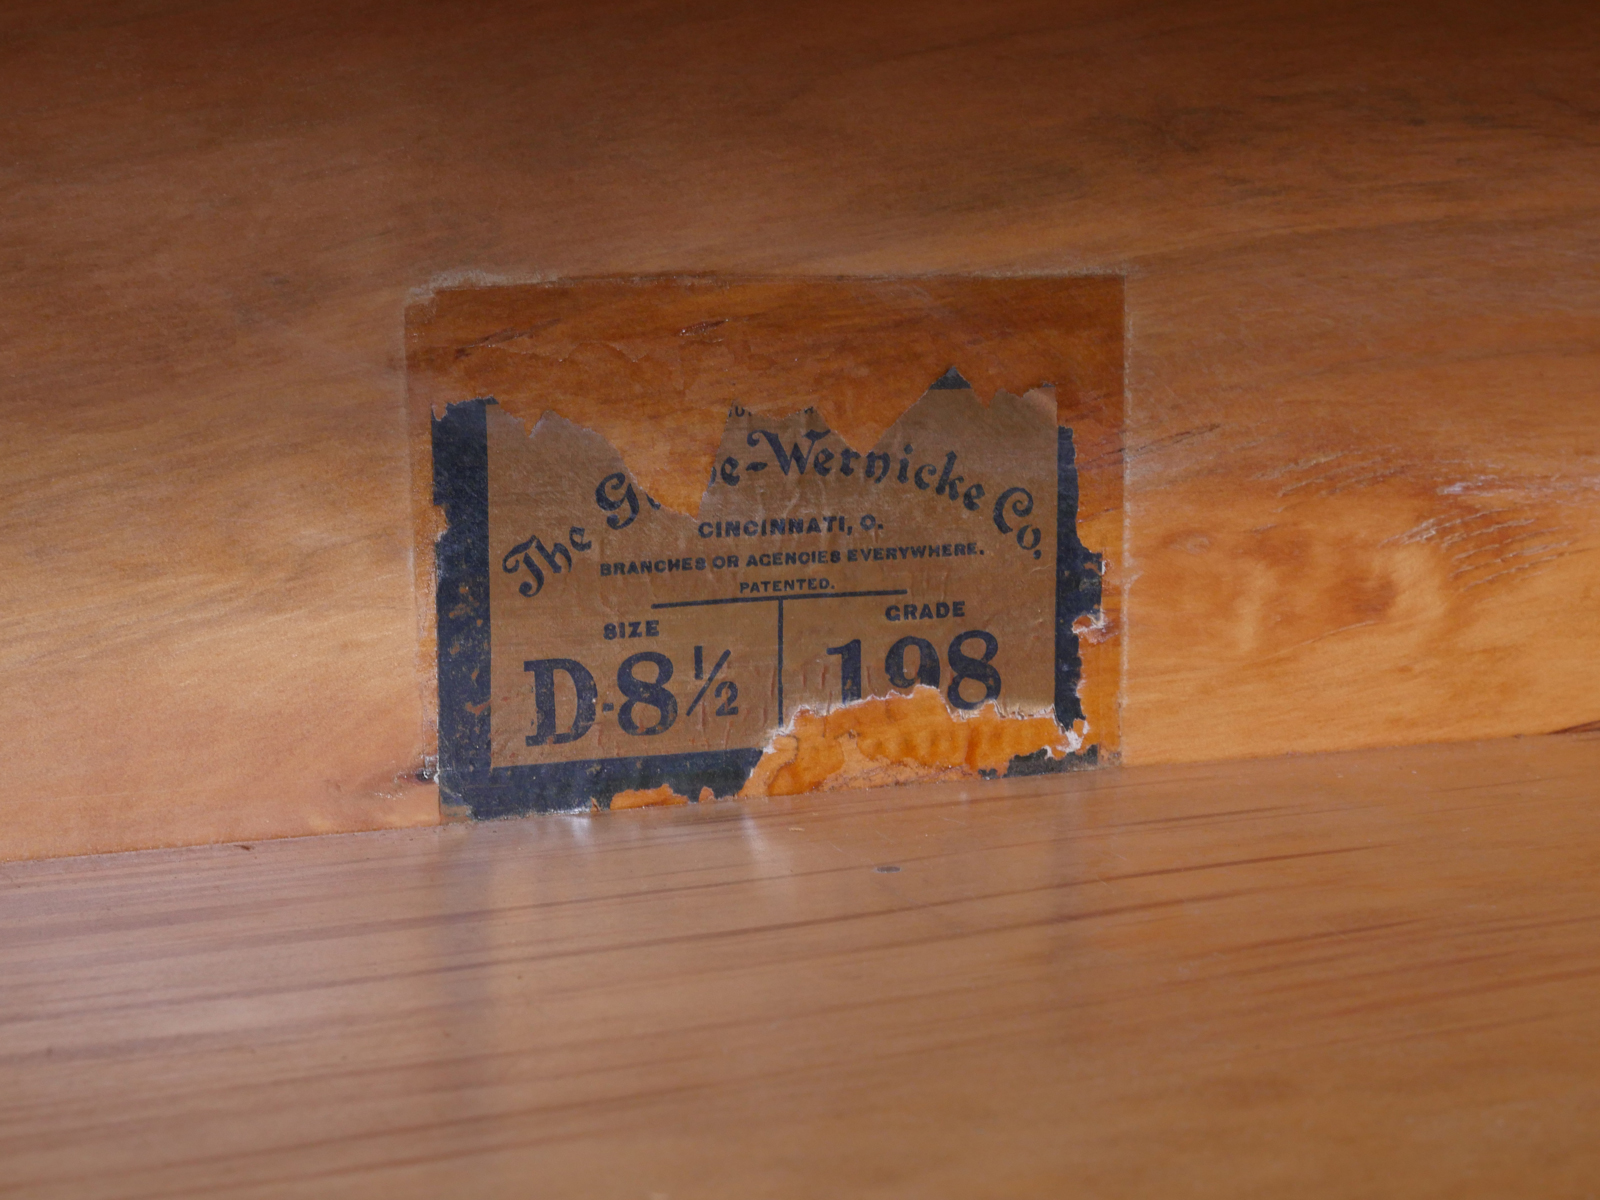 The G e-Wernicke Co,
CINCINNATI, O.
BRANCHES OR AGENCIES EVERYWHERE.
PATENTED.
SIZE
D-8½
GRADE
198